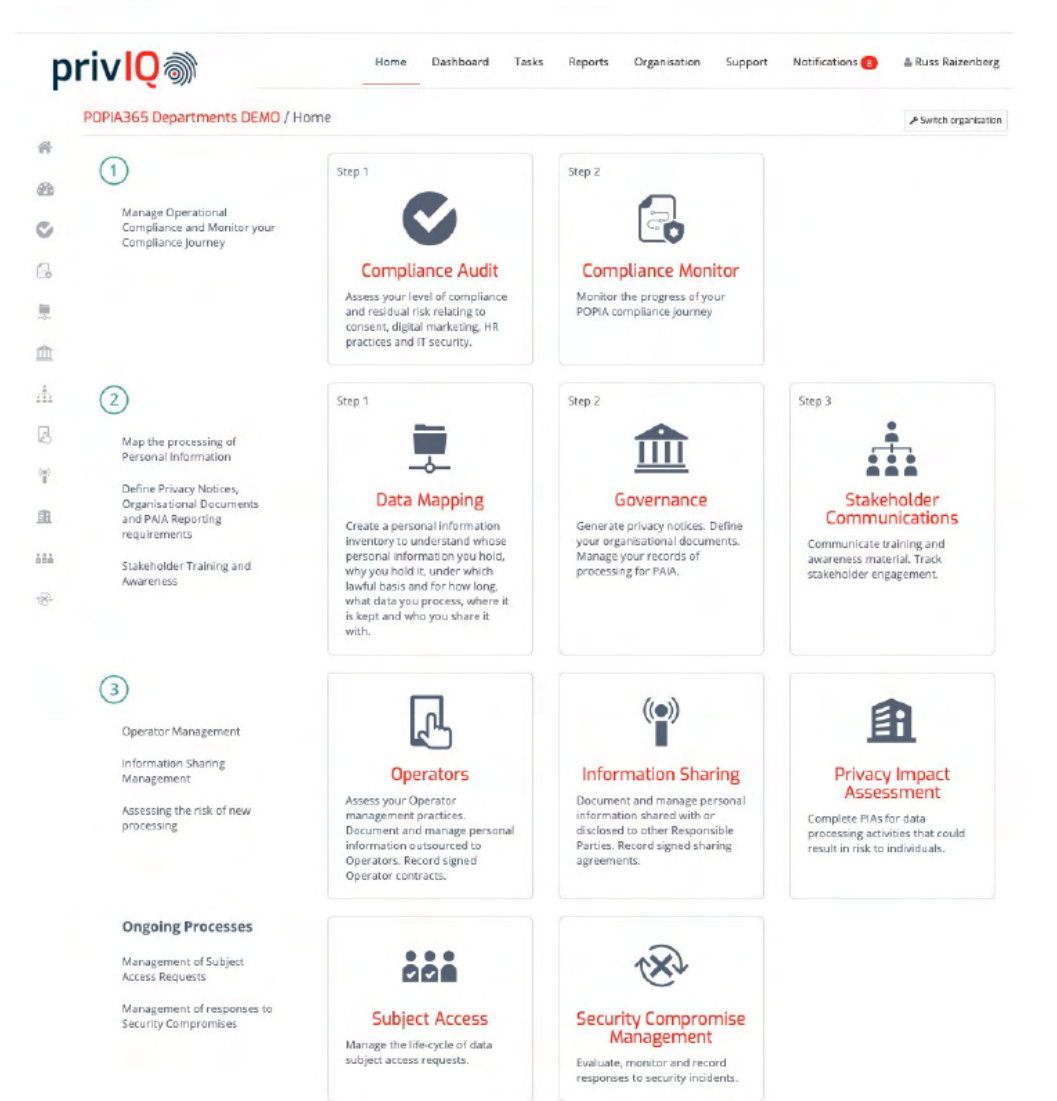 privIQ
Home Dashboard Tasks Reports Organisation Support Notifications 8 Russ Raizenberg
POPIA365 Departments DEMO / Home
Switch organisation
1
Manage Operational
Compliance and Monitor your
Compliance Journey
Step 1
Compliance Audit
Assess your level of compliance
and residual risk relating to
consent, digital marketing, HR
practices and IT security.
Step 2
Compliance Monitor
Monitor the progress of your
POPIA compliance journey
2
Map the processing of
Personal Information
Define Privacy Notices,
Organisational Documents
and PAIA Reporting
requirements
Stakeholder Training and
Awareness
Step 1
Data Mapping
Create a personal information
inventory to understand whose
personal information you hold,
why you hold it, under which
lawful basis and for how long,
what data you process, where it
is kept and who you share it
with.
Step 2
Governance
Generate privacy notices. Define
your organisational documents.
Manage your records of
processing for PAIA.
Step 3
Stakeholder
Communications
Communicate training and
awareness material. Track
stakeholder engagement.
3
Operator Management
Information Sharing
Management
Assessing the risk of new
processing
Operators
Assess your Operator
management practices.
Document and manage personal
information outsourced to
Operators. Record signed
Operator contracts.
Information Sharing
Document and manage personal
information shared with or
disclosed to other Responsible
Parties. Record signed sharing
agreements.
Privacy Impact
Assessment
Complete PIAs for data
processing activities that could
result in risk to individuals.
Ongoing Processes
Management of Subject
Access Requests
Management of responses to
Security Compromises
Subject Access
Manage the life-cycle of data
subject access requests.
Security Compromise
Management
Evaluate, monitor and record
responses to security incidents.